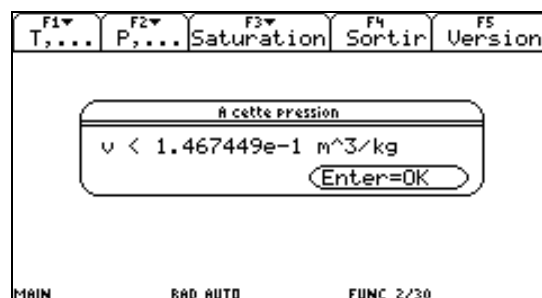 F1▾ F2▾ F3▾ F4 F5
T,... P,... Saturation Sortir Version
A cette pression
v < 1.467449e-1 m^3/kg
Enter=OK
MAIN RAD AUTO FUNC 2/30